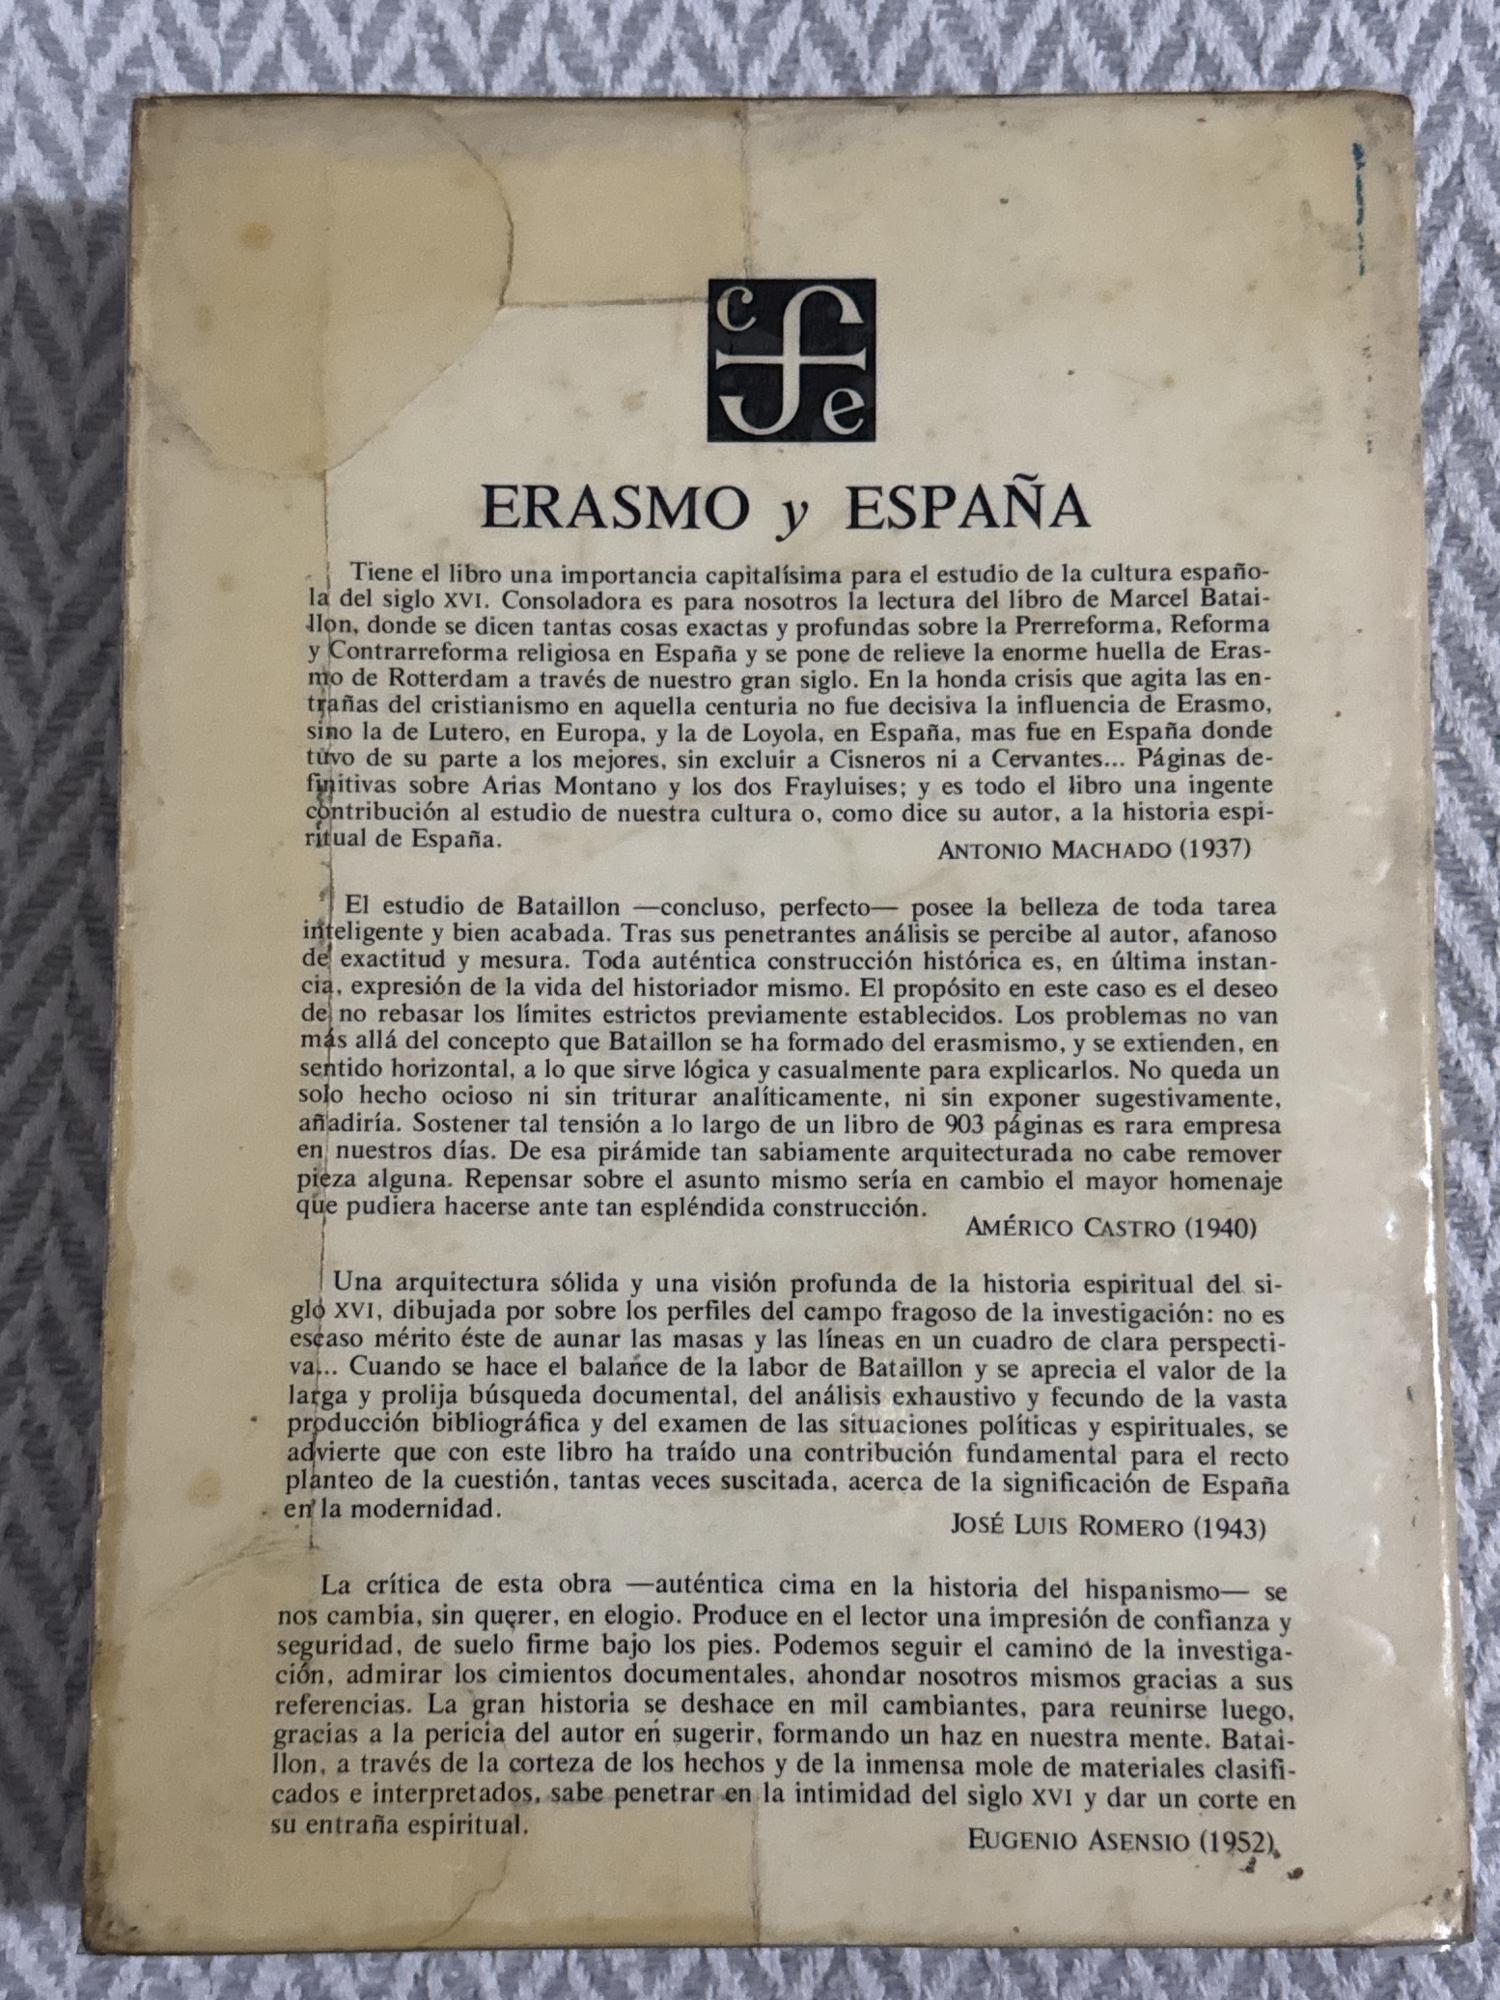 c f e
ERASMO y ESPAÑA
Tiene el libro una importancia capitalísima para el estudio de la cultura españo-
la del siglo XVI. Consoladora es para nosotros la lectura del libro de Marcel Batai-
llon, donde se dicen tantas cosas exactas y profundas sobre la Prerreforma, Reforma
y Contrarreforma religiosa en España y se pone de relieve la enorme huella de Eras-
mo de Rotterdam a través de nuestro gran siglo. En la honda crisis que agita las en-
trañas del cristianismo en aquella centuria no fue decisiva la influencia de Erasmo,
sino la de Lutero, en Europa, y la de Loyola, en España, mas fue en España donde
tuvo de su parte a los mejores, sin excluir a Cisneros ni a Cervantes... Páginas de-
finitivas sobre Arias Montano y los dos Frayluises; y es todo el libro una ingente
contribución al estudio de nuestra cultura o, como dice su autor, a la historia espi-
ritual de España.
ANTONIO MACHADO (1937)
El estudio de Bataillon —concluso, perfecto— posee la belleza de toda tarea
inteligente y bien acabada. Tras sus penetrantes análisis se percibe al autor, afanoso
de exactitud y mesura. Toda auténtica construcción histórica es, en última instan-
cia, expresión de la vida del historiador mismo. El propósito en este caso es el deseo
de no rebasar los límites estrictos previamente establecidos. Los problemas no van
más allá del concepto que Bataillon se ha formado del erasmismo, y se extienden, en
sentido horizontal, a lo que sirve lógica y casualmente para explicarlos. No queda un
solo hecho ocioso ni sin triturar analíticamente, ni sin exponer sugestivamente,
añadiría. Sostener tal tensión a lo largo de un libro de 903 páginas es rara empresa
en nuestros días. De esa pirámide tan sabiamente arquitecturada no cabe remover
pieza alguna. Repensar sobre el asunto mismo sería en cambio el mayor homenaje
que pudiera hacerse ante tan espléndida construcción.
AMÉRICO CASTRO (1940)
Una arquitectura sólida y una visión profunda de la historia espiritual del si-
glo XVI, dibujada por sobre los perfiles del campo fragoso de la investigación: no es
escaso mérito éste de aunar las masas y las líneas en un cuadro de clara perspecti-
va... Cuando se hace el balance de la labor de Bataillon y se aprecia el valor de la
larga y prolija búsqueda documental, del análisis exhaustivo y fecundo de la vasta
producción bibliográfica y del examen de las situaciones políticas y espirituales, se
advierte que con este libro ha traído una contribución fundamental para el recto
planteo de la cuestión, tantas veces suscitada, acerca de la significación de España
en la modernidad.
JOSÉ LUIS ROMERO (1943)
La crítica de esta obra —auténtica cima en la historia del hispanismo— se
nos cambia, sin querer, en elogio. Produce en el lector una impresión de confianza y
seguridad, de suelo firme bajo los pies. Podemos seguir el camino de la investiga-
ción, admirar los cimientos documentales, ahondar nosotros mismos gracias a sus
referencias. La gran historia se deshace en mil cambiantes, para reunirse luego,
gracias a la pericia del autor en sugerir, formando un haz en nuestra mente. Batai-
llon, a través de la corteza de los hechos y de la inmensa mole de materiales clasifi-
cados e interpretados, sabe penetrar en la intimidad del siglo XVI y dar un corte en
su entraña espiritual.
EUGENIO ASENSIO (1952)